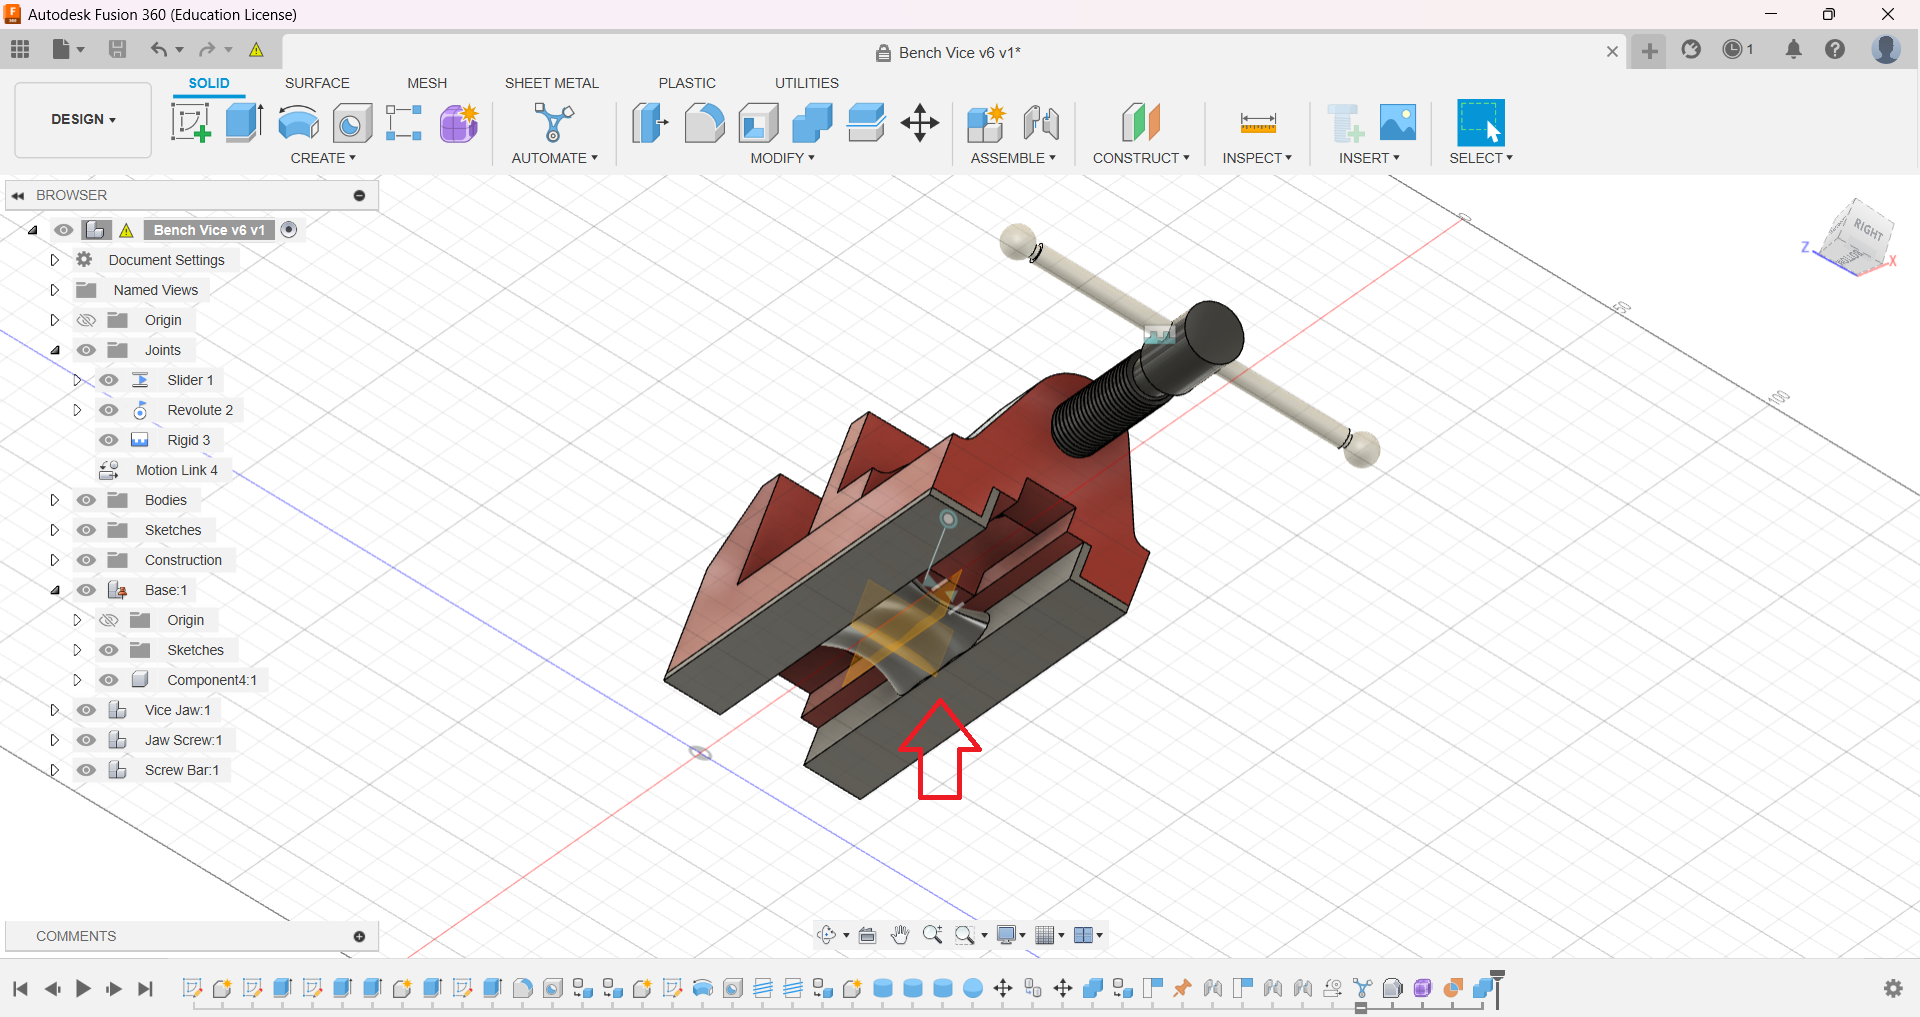 Autodesk Fusion 360 (Education License)
Bench Vice v6 v1*
1
DESIGN
SOLID
SURFACE
MESH
SHEET METAL
PLASTIC
UTILITIES
CREATE
AUTOMATE
MODIFY
ASSEMBLE
CONSTRUCT
INSPECT
INSERT
SELECT
BROWSER
Bench Vice v6 v1
Document Settings
Named Views
Origin
Joints
Slider 1
Revolute 2
Rigid 3
Motion Link 4
Bodies
Sketches
Construction
Base:1
Origin
Sketches
Component4:1
Vice Jaw:1
Jaw Screw:1
Screw Bar:1
0
50
100
RIGHT
BOTTOM
Z
X
COMMENTS